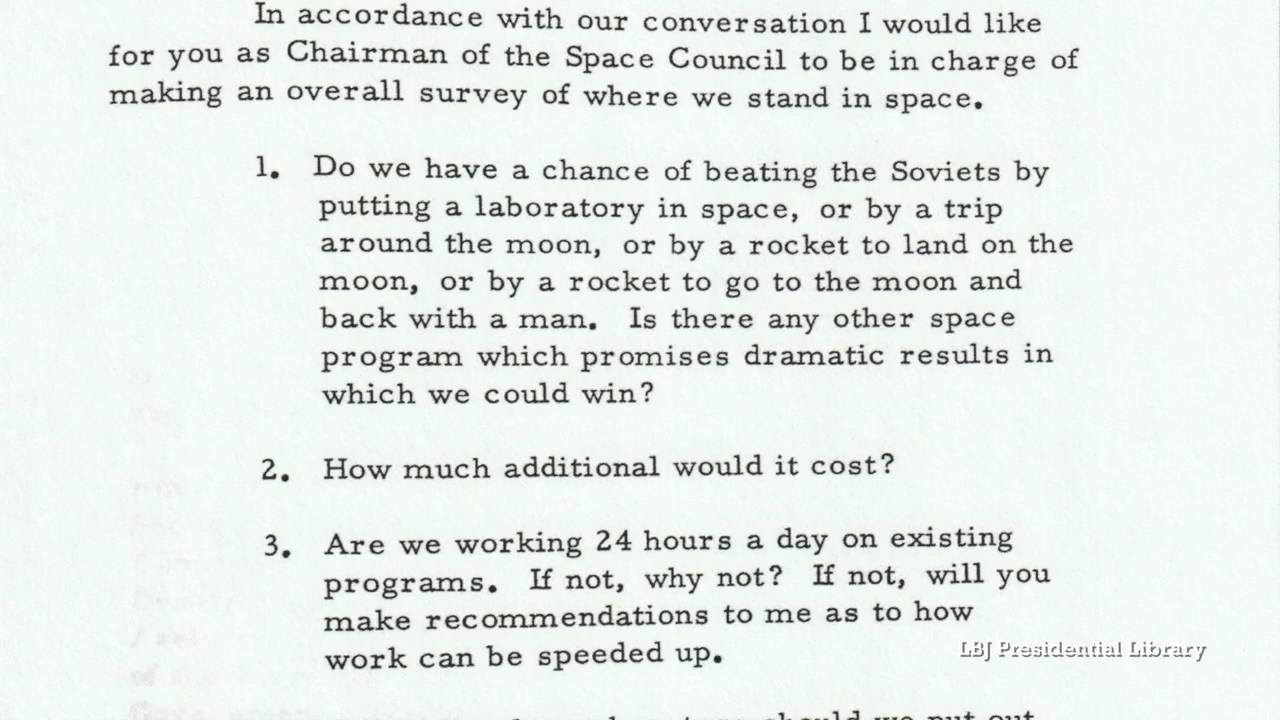 In accordance with our conversation I would like
for you as Chairman of the Space Council to be in charge of
making an overall survey of where we stand in space.
1. Do we have a chance of beating the Soviets by
putting a laboratory in space, or by a trip
around the moon, or by a rocket to land on the
moon, or by a rocket to go to the moon and
back with a man. Is there any other space
program which promises dramatic results in
which we could win?
2. How much additional would it cost?
3. Are we working 24 hours a day on existing
programs. If not, why not? If not, will you
make recommendations to me as to how
work can be speeded up.
LBJ Presidential Library
should we put out